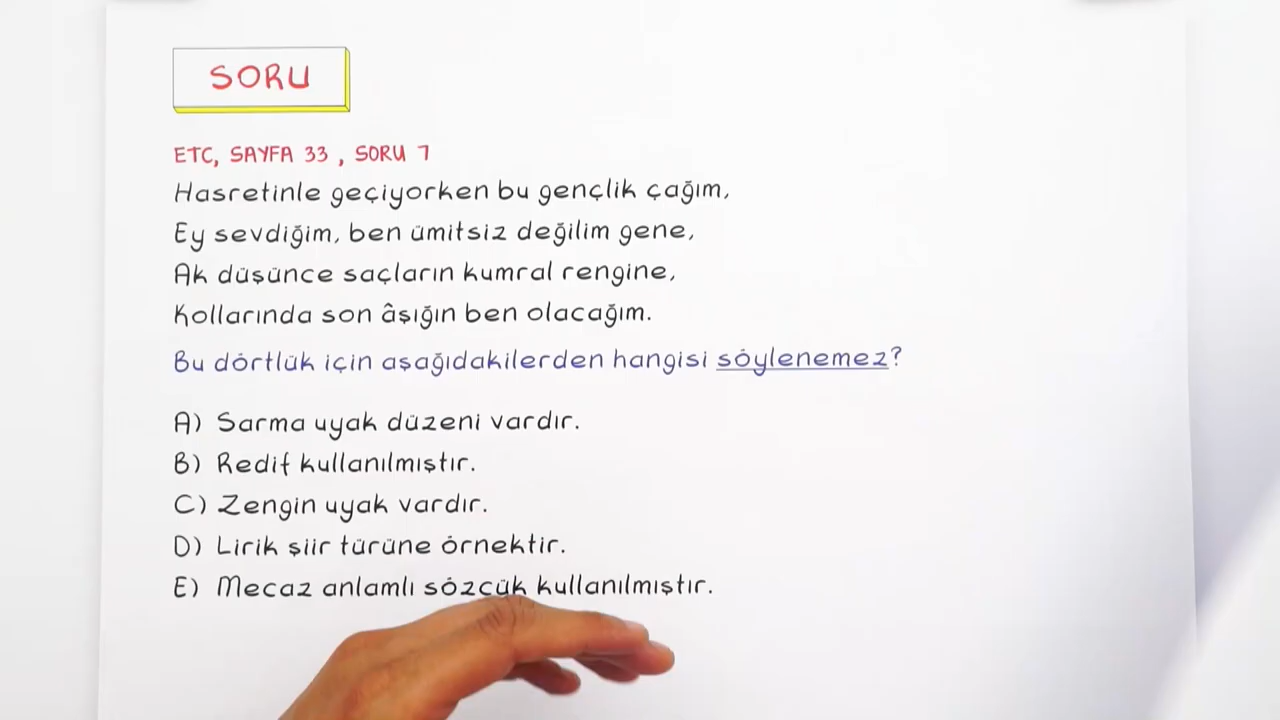 SORU
ETC, SAYFA 33, SORU 7
Hasretinle geçiyorken bu gençlik çağım,
Ey sevdiğim, ben ümitsiz değilim gene,
Ak düşünce saçların kumral rengine,
Kollarında son âşığın ben olacağım.
Bu dörtlük için aşağıdakilerden hangisi söylenemez?
A) Sarma uyak düzeni vardır.
B) Redif kullanılmıştır.
C) Zengin uyak vardır.
D) Lirik şiir türüne örnektir.
E) Mecaz anlamlı sözcük kullanılmıştır.